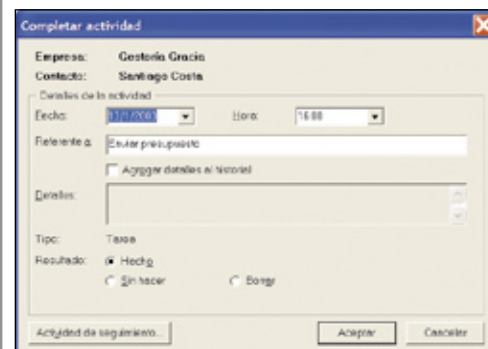 Completar actividad
Empresa: Gestoria Gracia
Contacto: Santiago Costa
Detalles de la actividad
Fecha: Hora: 16:00
Referente a: Enviar presupuesto
Agregar detalles al historial
Detalles:
Tipo: Tarea
Resultado: Hecho
Sin hacer Borrar
Actividad de seguimiento... Aceptar Cancelar